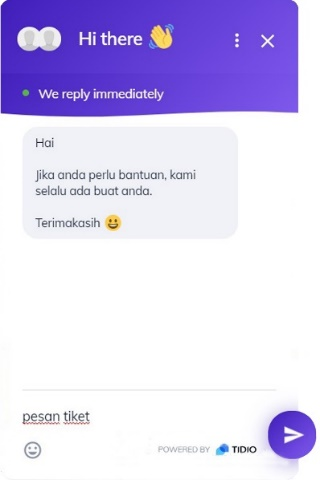 Hi there 👋
We reply immediately
Hai
Jika anda perlu bantuan, kami
selalu ada buat anda.
Terimakasih 😀
pesan tiket
POWERED BY TIDIO